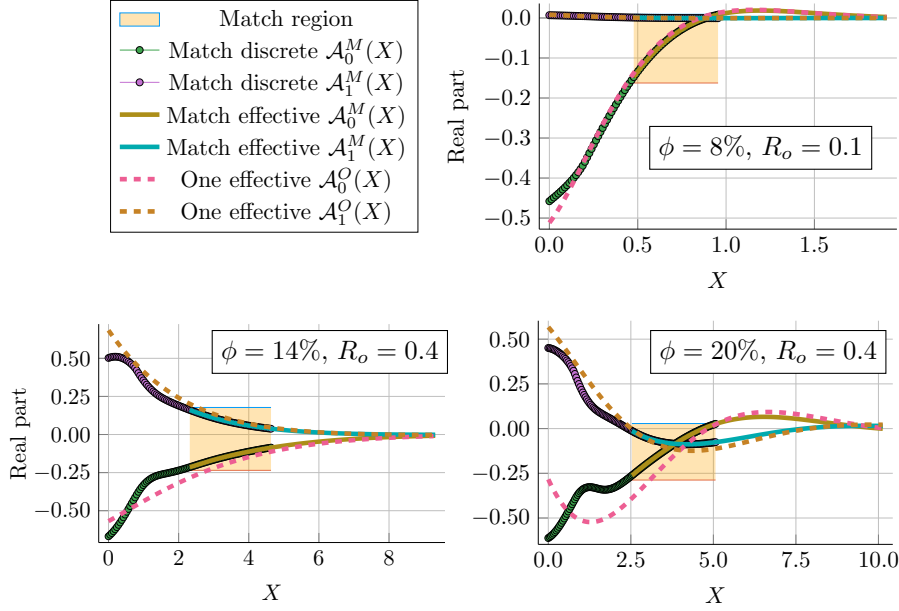 Match region
Match discrete 𝒜₀ᴹ(X)
Match discrete 𝒜₁ᴹ(X)
Match effective 𝒜₀ᴹ(X)
Match effective 𝒜₁ᴹ(X)
One effective 𝒜₀ᴼ(X)
One effective 𝒜₁ᴼ(X)
Real part
0.0
−0.1
−0.2
−0.3
−0.4
−0.5
ϕ = 8%, Rₒ = 0.1
0.0 0.5 1.0 1.5
X
Real part
0.50
0.25
0.00
−0.25
−0.50
ϕ = 14%, Rₒ = 0.4
0 2 4 6 8
X
0.50
0.25
0.00
−0.25
−0.50
ϕ = 20%, Rₒ = 0.4
0.0 2.5 5.0 7.5 10.0
X